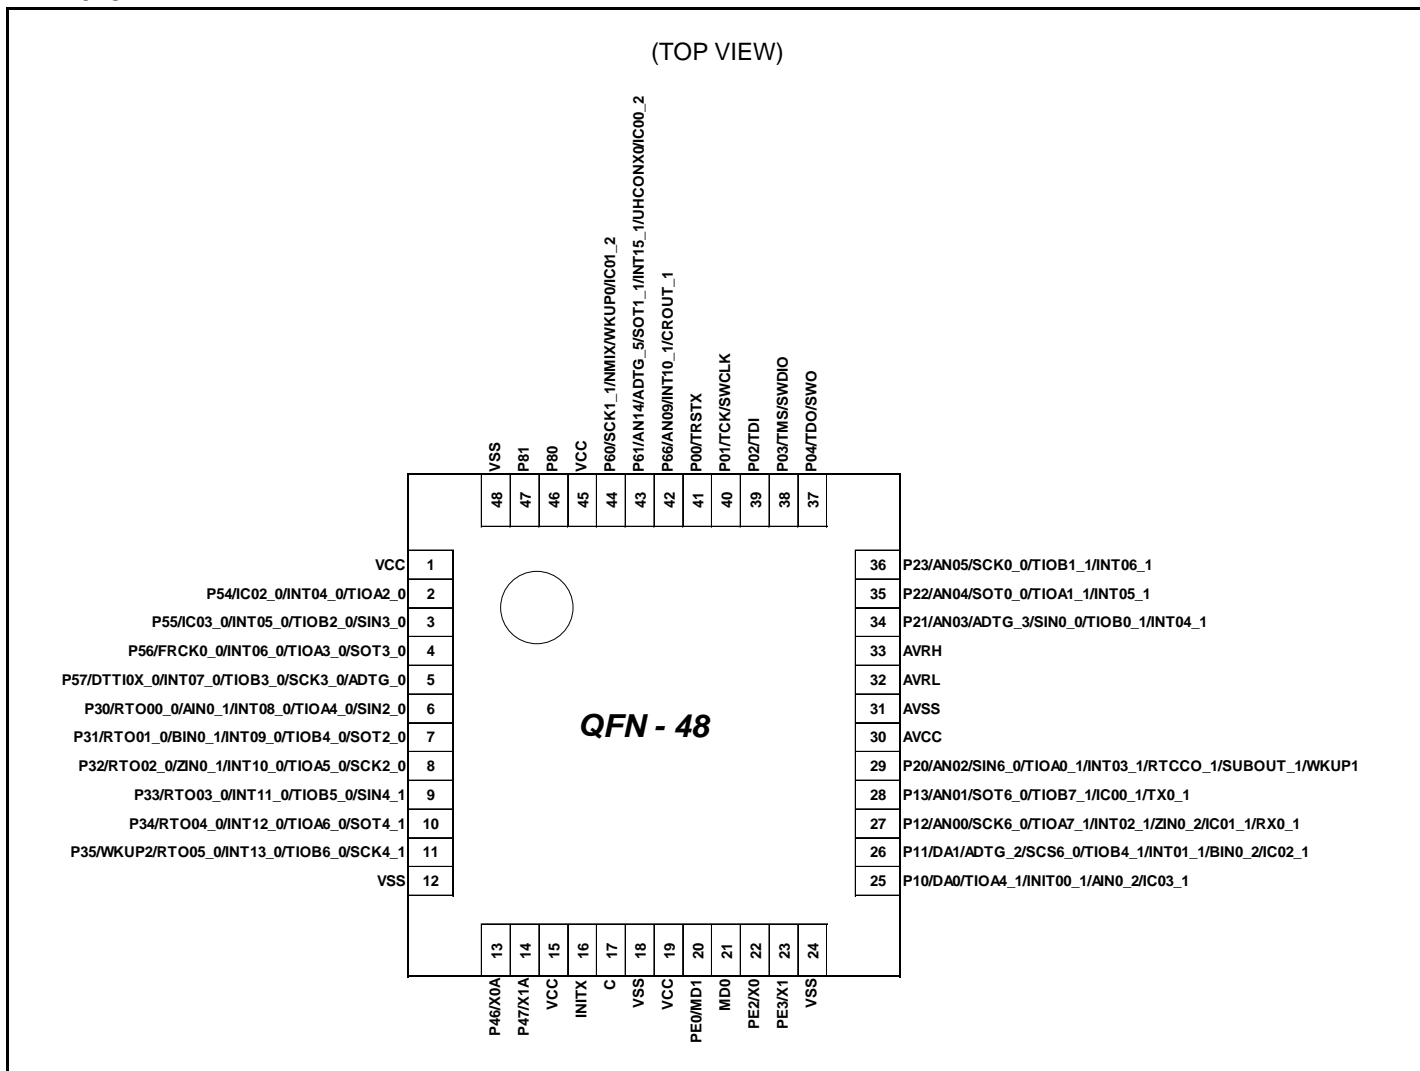 (TOP VIEW)
VSS
P81
P80
VCC
P60/SCK1_1/NMIX/WKUP0/IC01_2
P61/AN14/ADTG_5/SOT1_1/INT15_1/UHCONX0/IC00_2
P66/AN09/INT10_1/CROUT_1
P00/TRSTX
P01/TCK/SWCLK
P02/TDI
P03/TMS/SWDIO
P04/TDO/SWO
48
47
46
45
44
43
42
41
40
39
38
37
VCC 1
P54/IC02_0/INT04_0/TIOA2_0 2
P55/IC03_0/INT05_0/TIOB2_0/SIN3_0 3
P56/FRCK0_0/INT06_0/TIOA3_0/SOT3_0 4
P57/DTTI0X_0/INT07_0/TIOB3_0/SCK3_0/ADTG_0 5
P30/RTO00_0/AIN0_1/INT08_0/TIOA4_0/SIN2_0 6
P31/RTO01_0/BIN0_1/INT09_0/TIOB4_0/SOT2_0 7
P32/RTO02_0/ZIN0_1/INT10_0/TIOA5_0/SCK2_0 8
P33/RTO03_0/INT11_0/TIOB5_0/SIN4_1 9
P34/RTO04_0/INT12_0/TIOA6_0/SOT4_1 10
P35/WKUP2/RTO05_0/INT13_0/TIOB6_0/SCK4_1 11
VSS 12
QFN - 48
36 P23/AN05/SCK0_0/TIOB1_1/INT06_1
35 P22/AN04/SOT0_0/TIOA1_1/INT05_1
34 P21/AN03/ADTG_3/SIN0_0/TIOB0_1/INT04_1
33 AVRH
32 AVRL
31 AVSS
30 AVCC
29 P20/AN02/SIN6_0/TIOA0_1/INT03_1/RTCCO_1/SUBOUT_1/WKUP1
28 P13/AN01/SOT6_0/TIOB7_1/IC00_1/TX0_1
27 P12/AN00/SCK6_0/TIOA7_1/INT02_1/ZIN0_2/IC01_1/RX0_1
26 P11/DA1/ADTG_2/SCS6_0/TIOB4_1/INT01_1/BIN0_2/IC02_1
25 P10/DA0/TIOA4_1/INIT00_1/AIN0_2/IC03_1
13
14
15
16
17
18
19
20
21
22
23
24
P46/X0A
P47/X1A
VCC
INITX
C
VSS
VCC
PE0/MD1
MD0
PE2/X0
PE3/X1
VSS